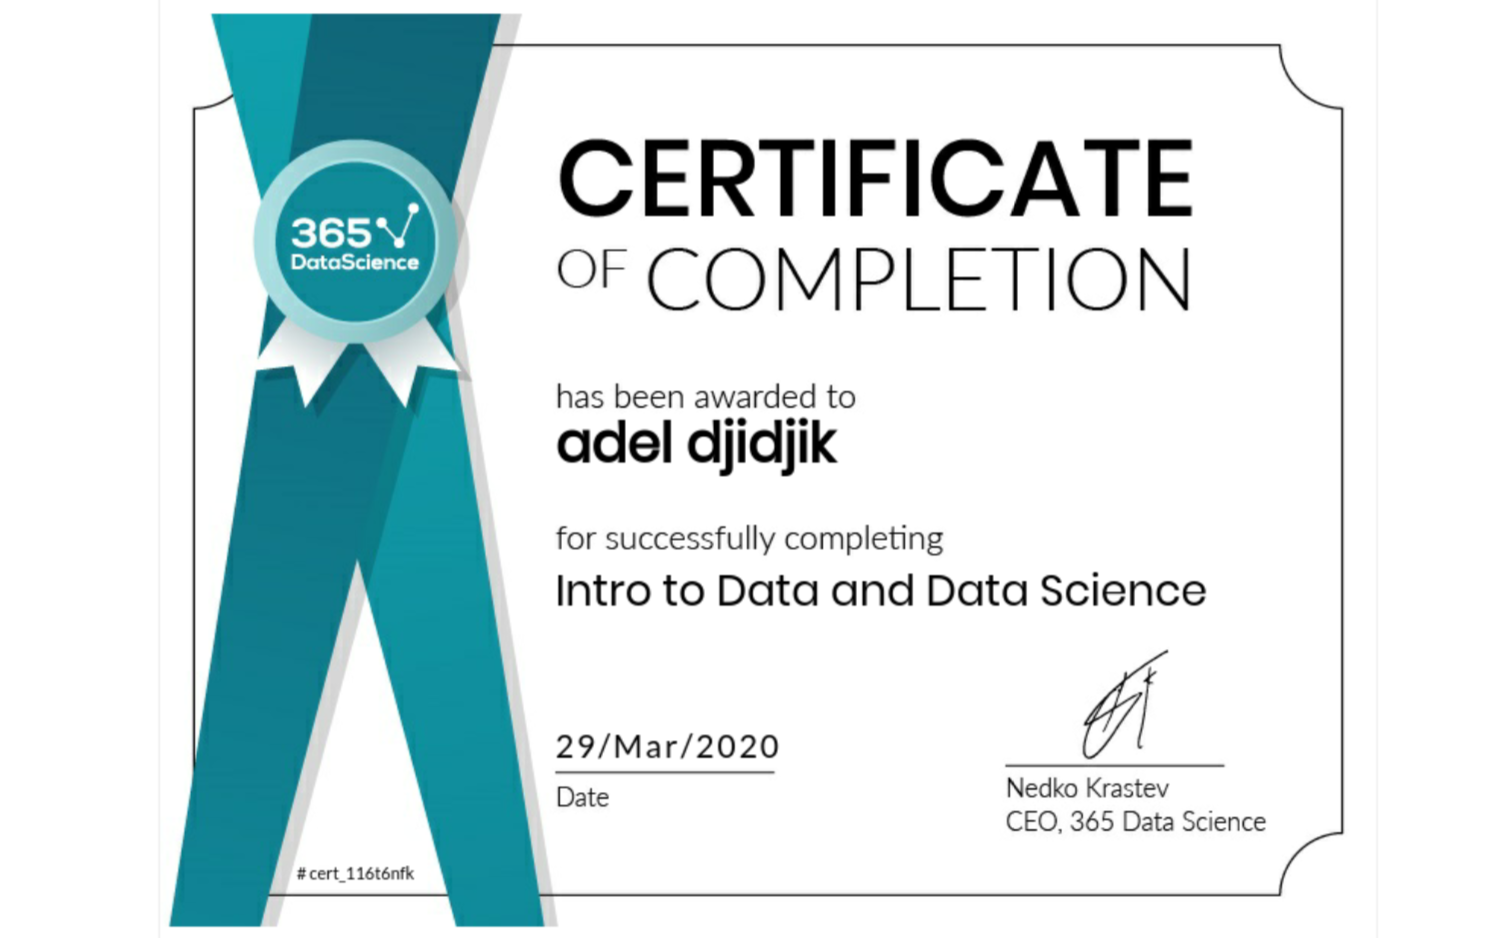 365
DataScience
CERTIFICATE
OF COMPLETION
has been awarded to
adel djidjik
for successfully completing
Intro to Data and Data Science
29/Mar/2020
Date
Nedko Krastev
CEO, 365 Data Science
# cert_116t6nfk